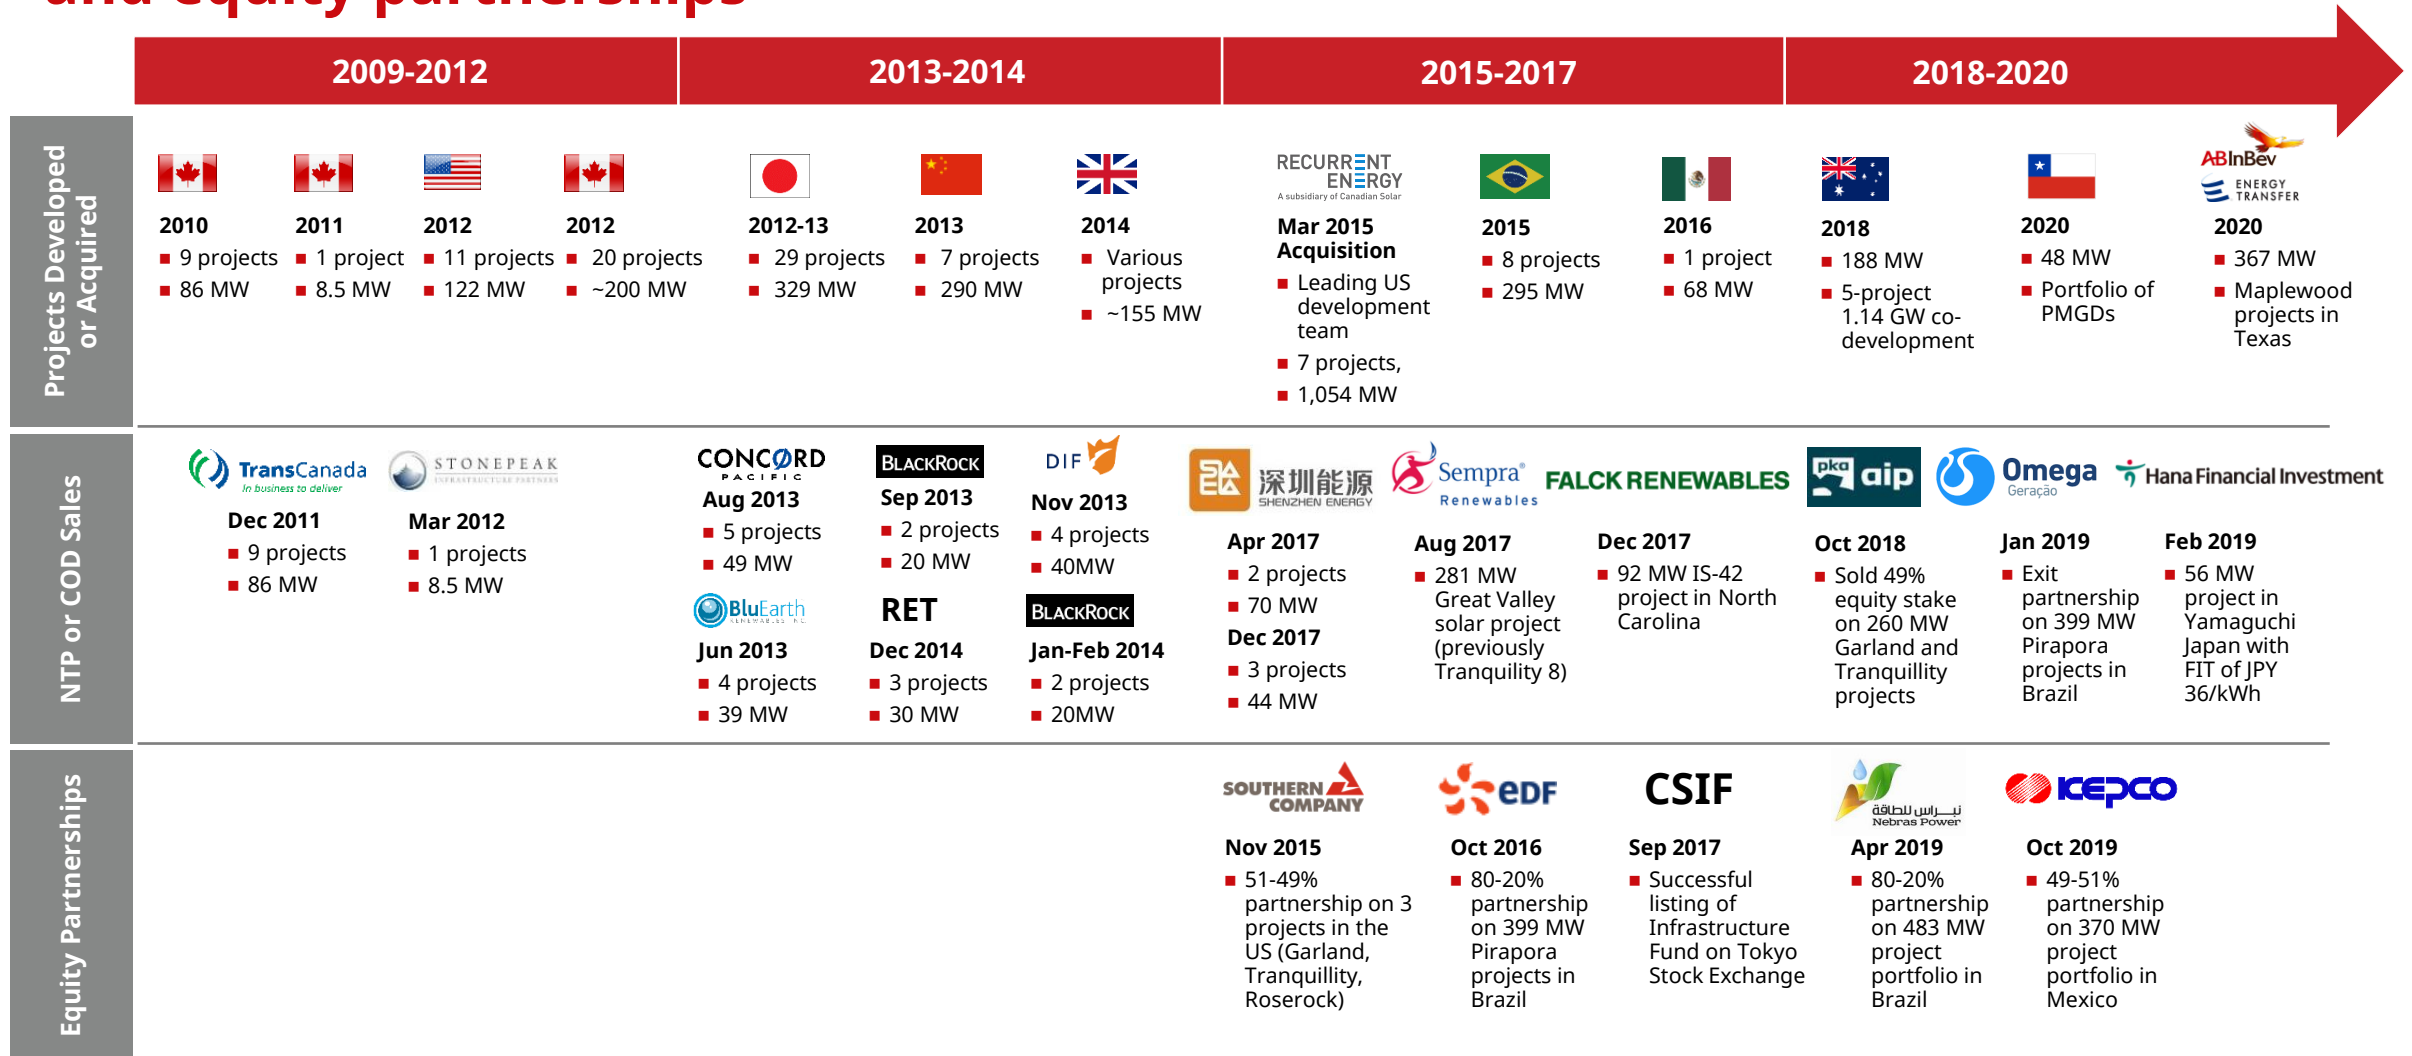 and equity partnerships
2009-2012
2013-2014
2015-2017
2018-2020
Projects Developed
or Acquired
2010
9 projects
86 MW
2011
1 project
8.5 MW
2012
11 projects
122 MW
2012
20 projects
~200 MW
2012-13
29 projects
329 MW
2013
7 projects
290 MW
2014
Various
projects
~155 MW
RECURRENT
ENERGY
A subsidiary of Canadian Solar
Mar 2015
Acquisition
Leading US
development
team
7 projects,
1,054 MW
2015
8 projects
295 MW
2016
1 project
68 MW
2018
188 MW
5-project
1.14 GW co-
development
2020
48 MW
Portfolio of
PMGDs
ABInBev
ENERGY
TRANSFER
2020
367 MW
Maplewood
projects in
Texas
NTP or COD Sales
TransCanada
In business to deliver
Dec 2011
9 projects
86 MW
STONEPEAK
INFRASTRUCTURE PARTNERS
Mar 2012
1 projects
8.5 MW
CONCORD
PACIFIC
Aug 2013
5 projects
49 MW
BLACKROCK
Sep 2013
2 projects
20 MW
DIF
Nov 2013
4 projects
40MW
BluEarth
RENEWABLES INC.
Jun 2013
4 projects
39 MW
RET
Dec 2014
3 projects
30 MW
BLACKROCK
Jan-Feb 2014
2 projects
20MW
深圳能源
SHENZHEN ENERGY
Apr 2017
2 projects
70 MW
Dec 2017
3 projects
44 MW
Sempra®
Renewables
Aug 2017
281 MW
Great Valley
solar project
(previously
Tranquility 8)
FALCK RENEWABLES
Dec 2017
92 MW IS-42
project in North
Carolina
pka aip
Oct 2018
Sold 49%
equity stake
on 260 MW
Garland and
Tranquillity
projects
Omega
Geração
Jan 2019
Exit
partnership
on 399 MW
Pirapora
projects in
Brazil
Hana Financial Investment
Feb 2019
56 MW
project in
Yamaguchi
Japan with
FIT of JPY
36/kWh
Equity Partnerships
SOUTHERN
COMPANY
Nov 2015
51-49%
partnership on 3
projects in the
US (Garland,
Tranquillity,
Roserock)
eDF
Oct 2016
80-20%
partnership
on 399 MW
Pirapora
projects in
Brazil
CSIF
Sep 2017
Successful
listing of
Infrastructure
Fund on Tokyo
Stock Exchange
نبراس للطاقة
Nebras Power
Apr 2019
80-20%
partnership
on 483 MW
project
portfolio in
Brazil
KEPCO
Oct 2019
49-51%
partnership
on 370 MW
project
portfolio in
Mexico